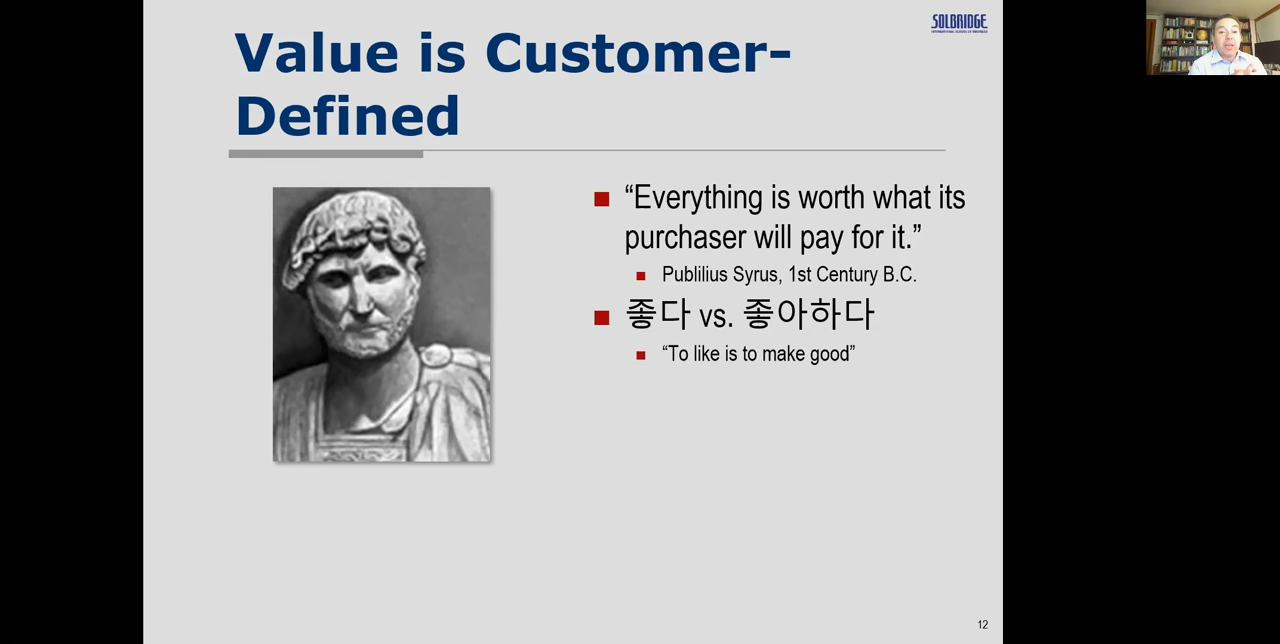 SOLBRIDGE
INTERNATIONAL SCHOOL OF BUSINESS
Value is Customer-
Defined
“Everything is worth what its
purchaser will pay for it.”
Publilius Syrus, 1st Century B.C.
좋다 vs. 좋아하다
“To like is to make good”
12